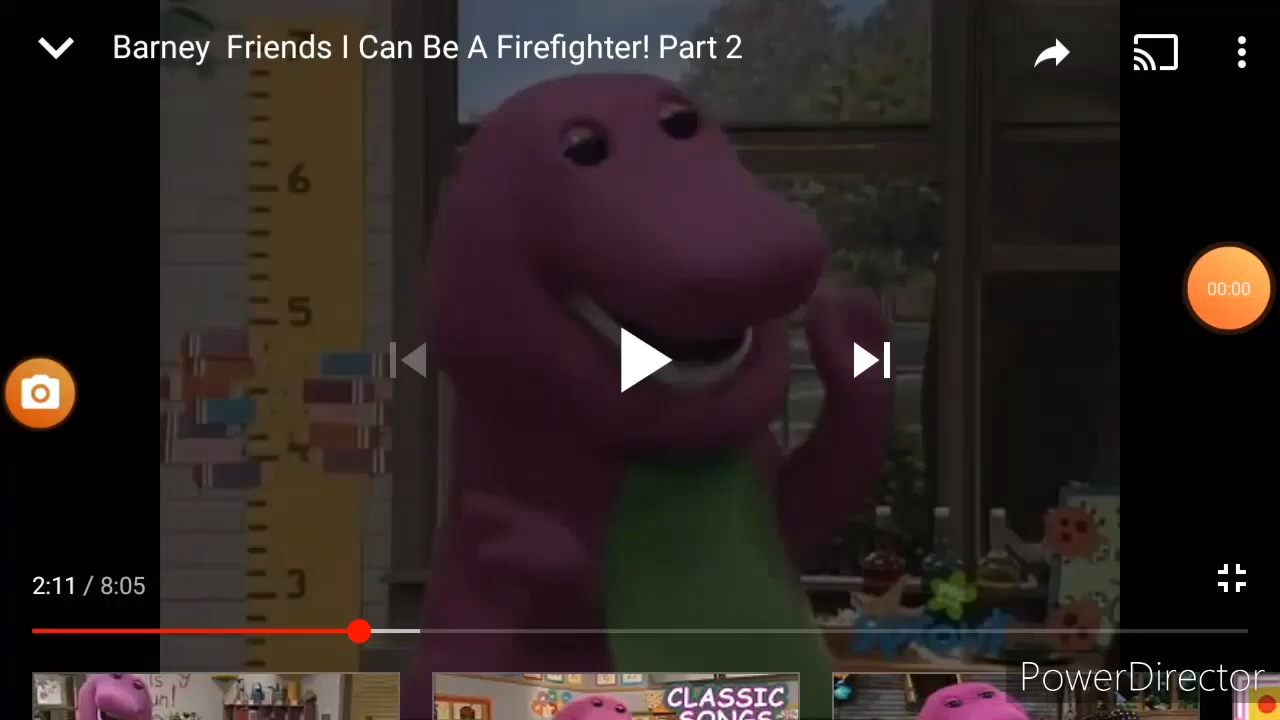 Barney  Friends I Can Be A Firefighter! Part 2
6
5
00:00
4
3
2:11 / 8:05
PowerDirector
CLASSIC
SONGS